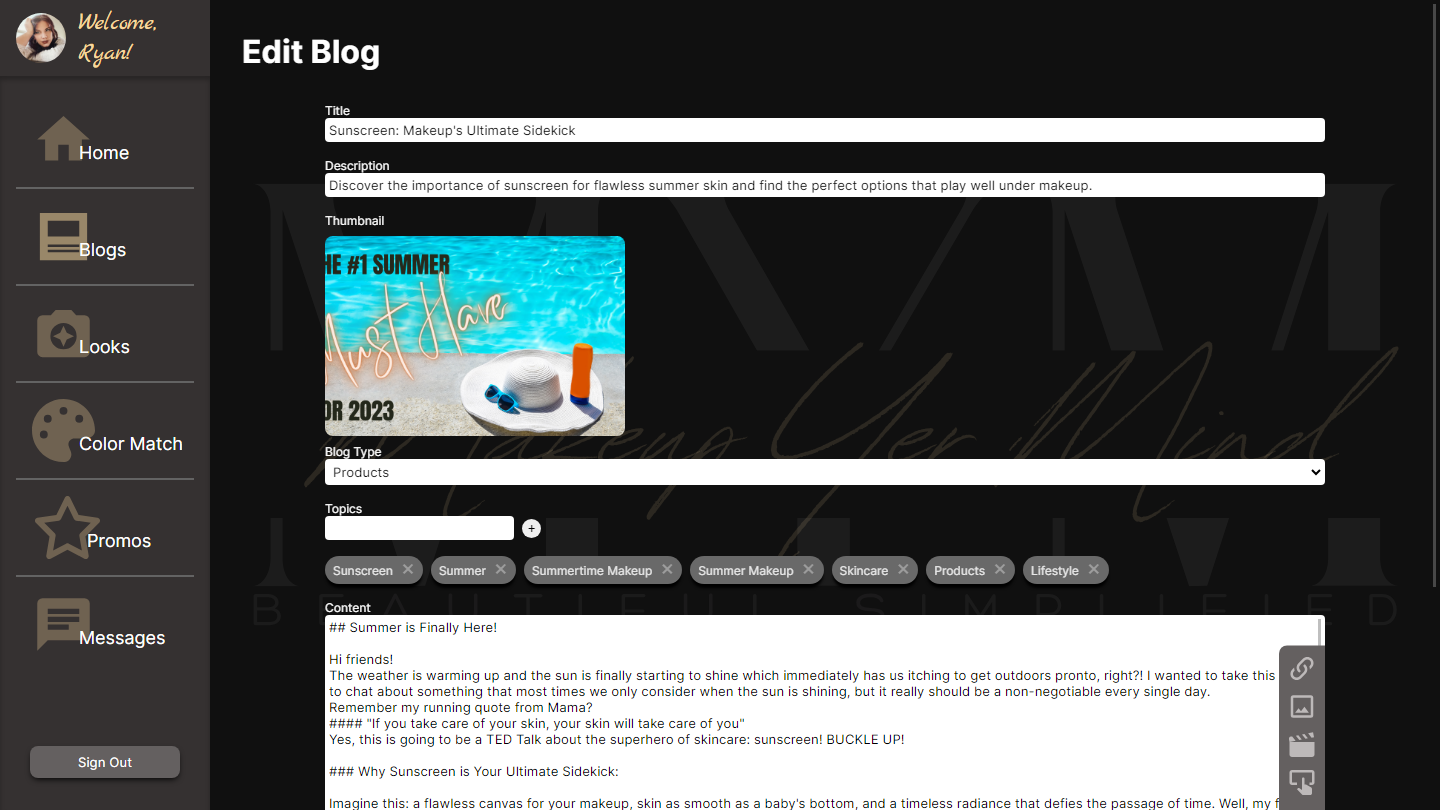 Welcome,
Ryan!
Home
Blogs
Looks
Color Match
Promos
Messages
Sign Out
Edit Blog
Title
Sunscreen: Makeup's Ultimate Sidekick
Description
Discover the importance of sunscreen for flawless summer skin and find the perfect options that play well under makeup.
Thumbnail
HE #1 SUMMER
Must Have
OR 2023
Blog Type
Products
Topics
+
Sunscreen ✕ Summer ✕ Summertime Makeup ✕ Summer Makeup ✕ Skincare ✕ Products ✕ Lifestyle ✕
Content
## Summer is Finally Here!
Hi friends!
The weather is warming up and the sun is finally starting to shine which immediately has us itching to get outdoors pronto, right?! I wanted to take this
to chat about something that most times we only consider when the sun is shining, but it really should be a non-negotiable every single day.
Remember my running quote from Mama?
#### "If you take care of your skin, your skin will take care of you"
Yes, this is going to be a TED Talk about the superhero of skincare: sunscreen! BUCKLE UP!
### Why Sunscreen is Your Ultimate Sidekick:
Imagine this: a flawless canvas for your makeup, skin as smooth as a baby's bottom, and a timeless radiance that defies the passage of time. Well, my f
Makeup Yer Mind
BEAUTIFUL SIMPLIFIED